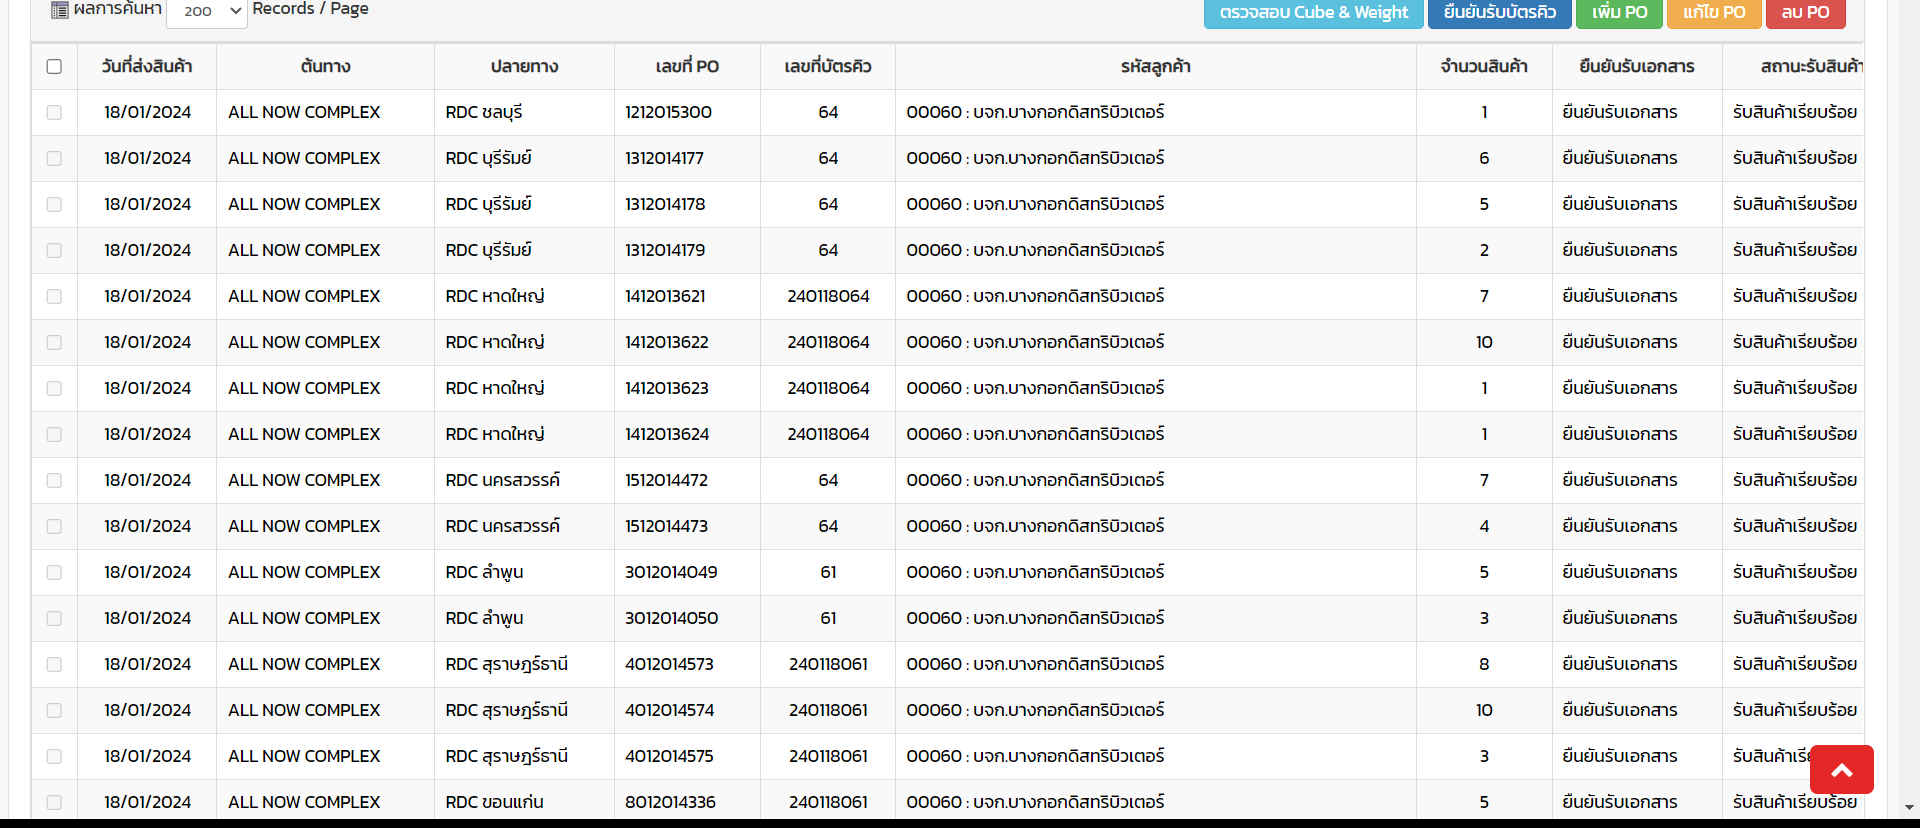 ผลการค้นหา 200 Records / Page ตรวจสอบ Cube & Weight ยืนยันรับบัตรคิว เพิ่ม PO แก้ไข PO ลบ PO
วันที่ส่งสินค้า ต้นทาง ปลายทาง เลขที่ PO เลขที่บัตรคิว รหัสลูกค้า จำนวนสินค้า ยืนยันรับเอกสาร สถานะรับสินค้า
18/01/2024 ALL NOW COMPLEX RDC ชลบุรี 1212015300 64 00060 : บจก.บางกอกดิสทริบิวเตอร์ 1 ยืนยันรับเอกสาร รับสินค้าเรียบร้อย
18/01/2024 ALL NOW COMPLEX RDC บุรีรัมย์ 1312014177 64 00060 : บจก.บางกอกดิสทริบิวเตอร์ 6 ยืนยันรับเอกสาร รับสินค้าเรียบร้อย
18/01/2024 ALL NOW COMPLEX RDC บุรีรัมย์ 1312014178 64 00060 : บจก.บางกอกดิสทริบิวเตอร์ 5 ยืนยันรับเอกสาร รับสินค้าเรียบร้อย
18/01/2024 ALL NOW COMPLEX RDC บุรีรัมย์ 1312014179 64 00060 : บจก.บางกอกดิสทริบิวเตอร์ 2 ยืนยันรับเอกสาร รับสินค้าเรียบร้อย
18/01/2024 ALL NOW COMPLEX RDC หาดใหญ่ 1412013621 240118064 00060 : บจก.บางกอกดิสทริบิวเตอร์ 7 ยืนยันรับเอกสาร รับสินค้าเรียบร้อย
18/01/2024 ALL NOW COMPLEX RDC หาดใหญ่ 1412013622 240118064 00060 : บจก.บางกอกดิสทริบิวเตอร์ 10 ยืนยันรับเอกสาร รับสินค้าเรียบร้อย
18/01/2024 ALL NOW COMPLEX RDC หาดใหญ่ 1412013623 240118064 00060 : บจก.บางกอกดิสทริบิวเตอร์ 1 ยืนยันรับเอกสาร รับสินค้าเรียบร้อย
18/01/2024 ALL NOW COMPLEX RDC หาดใหญ่ 1412013624 240118064 00060 : บจก.บางกอกดิสทริบิวเตอร์ 1 ยืนยันรับเอกสาร รับสินค้าเรียบร้อย
18/01/2024 ALL NOW COMPLEX RDC นครสวรรค์ 1512014472 64 00060 : บจก.บางกอกดิสทริบิวเตอร์ 7 ยืนยันรับเอกสาร รับสินค้าเรียบร้อย
18/01/2024 ALL NOW COMPLEX RDC นครสวรรค์ 1512014473 64 00060 : บจก.บางกอกดิสทริบิวเตอร์ 4 ยืนยันรับเอกสาร รับสินค้าเรียบร้อย
18/01/2024 ALL NOW COMPLEX RDC ลำพูน 3012014049 61 00060 : บจก.บางกอกดิสทริบิวเตอร์ 5 ยืนยันรับเอกสาร รับสินค้าเรียบร้อย
18/01/2024 ALL NOW COMPLEX RDC ลำพูน 3012014050 61 00060 : บจก.บางกอกดิสทริบิวเตอร์ 3 ยืนยันรับเอกสาร รับสินค้าเรียบร้อย
18/01/2024 ALL NOW COMPLEX RDC สุราษฎร์ธานี 4012014573 240118061 00060 : บจก.บางกอกดิสทริบิวเตอร์ 8 ยืนยันรับเอกสาร รับสินค้าเรียบร้อย
18/01/2024 ALL NOW COMPLEX RDC สุราษฎร์ธานี 4012014574 240118061 00060 : บจก.บางกอกดิสทริบิวเตอร์ 10 ยืนยันรับเอกสาร รับสินค้าเรียบร้อย
18/01/2024 ALL NOW COMPLEX RDC สุราษฎร์ธานี 4012014575 240118061 00060 : บจก.บางกอกดิสทริบิวเตอร์ 3 ยืนยันรับเอกสาร
18/01/2024 ALL NOW COMPLEX RDC ขอนแก่น 8012014336 240118061 00060 : บจก.บางกอกดิสทริบิวเตอร์ 5 ยืนยันรับเอกสาร รับสินค้าเรียบร้อย